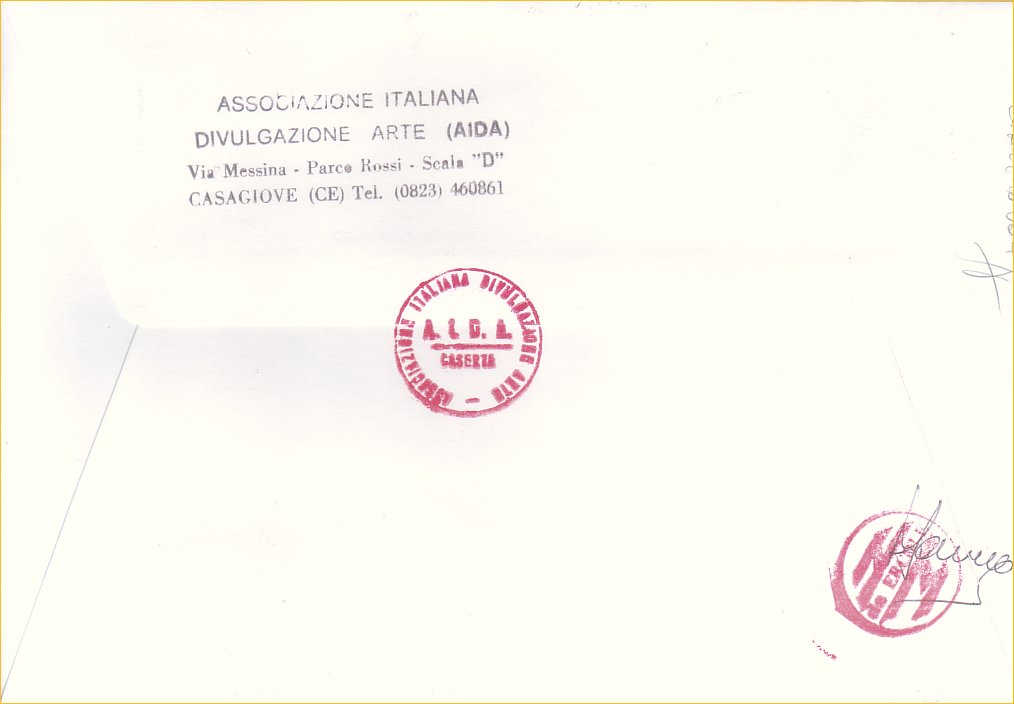 ASSOCIAZIONE ITALIANA
DIVULGAZIONE ARTE (AIDA)
Via Messina - Parco Rossi - Scala "D"
CASAGIOVE (CE) Tel. (0823) 460861
ASSOCIAZIONE ITALIANA DIVULGAZIONE ARTE -
A. I. D. A.
CASERTA